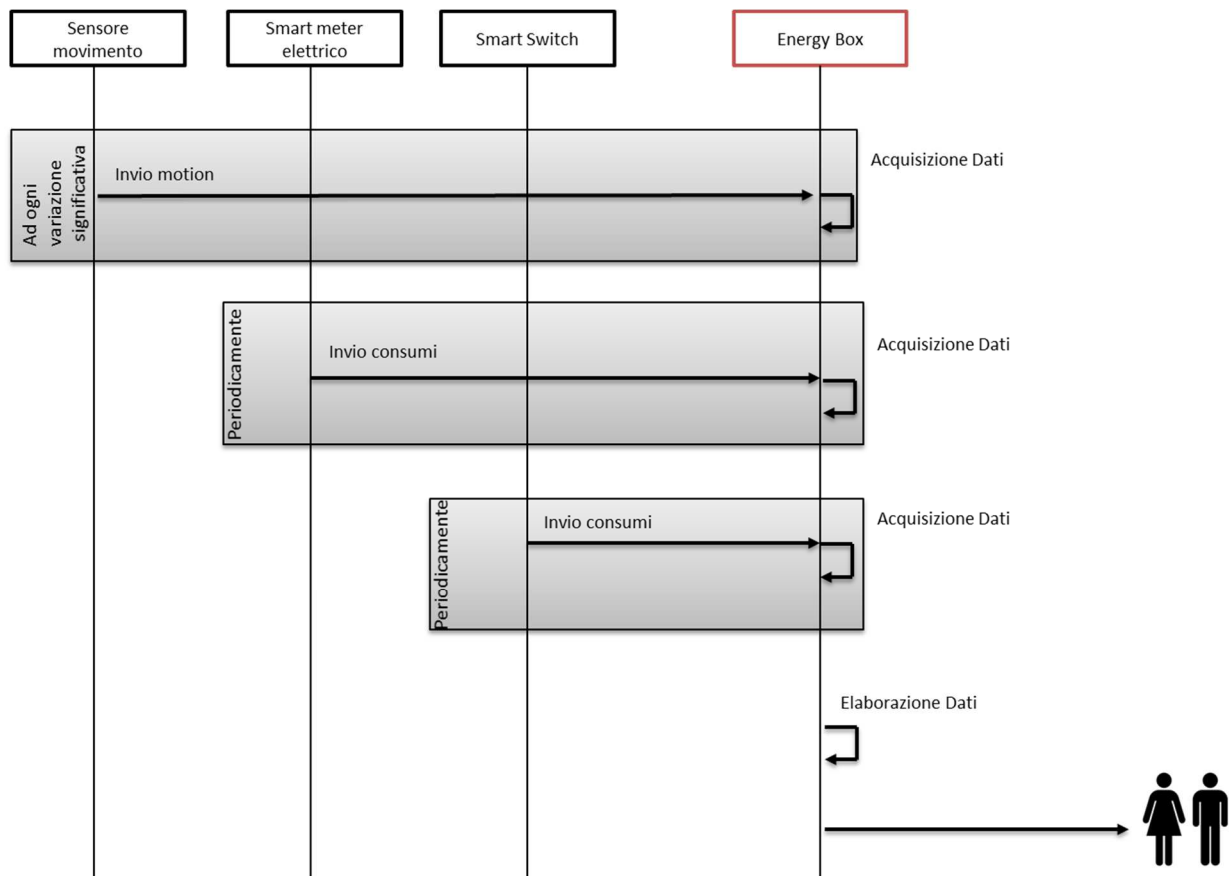 Sensore
movimento
Smart meter
elettrico
Smart Switch
Energy Box
Ad ogni
variazione
significativa
Invio motion
Acquisizione Dati
Periodicamente
Invio consumi
Acquisizione Dati
Periodicamente
Invio consumi
Acquisizione Dati
Elaborazione Dati